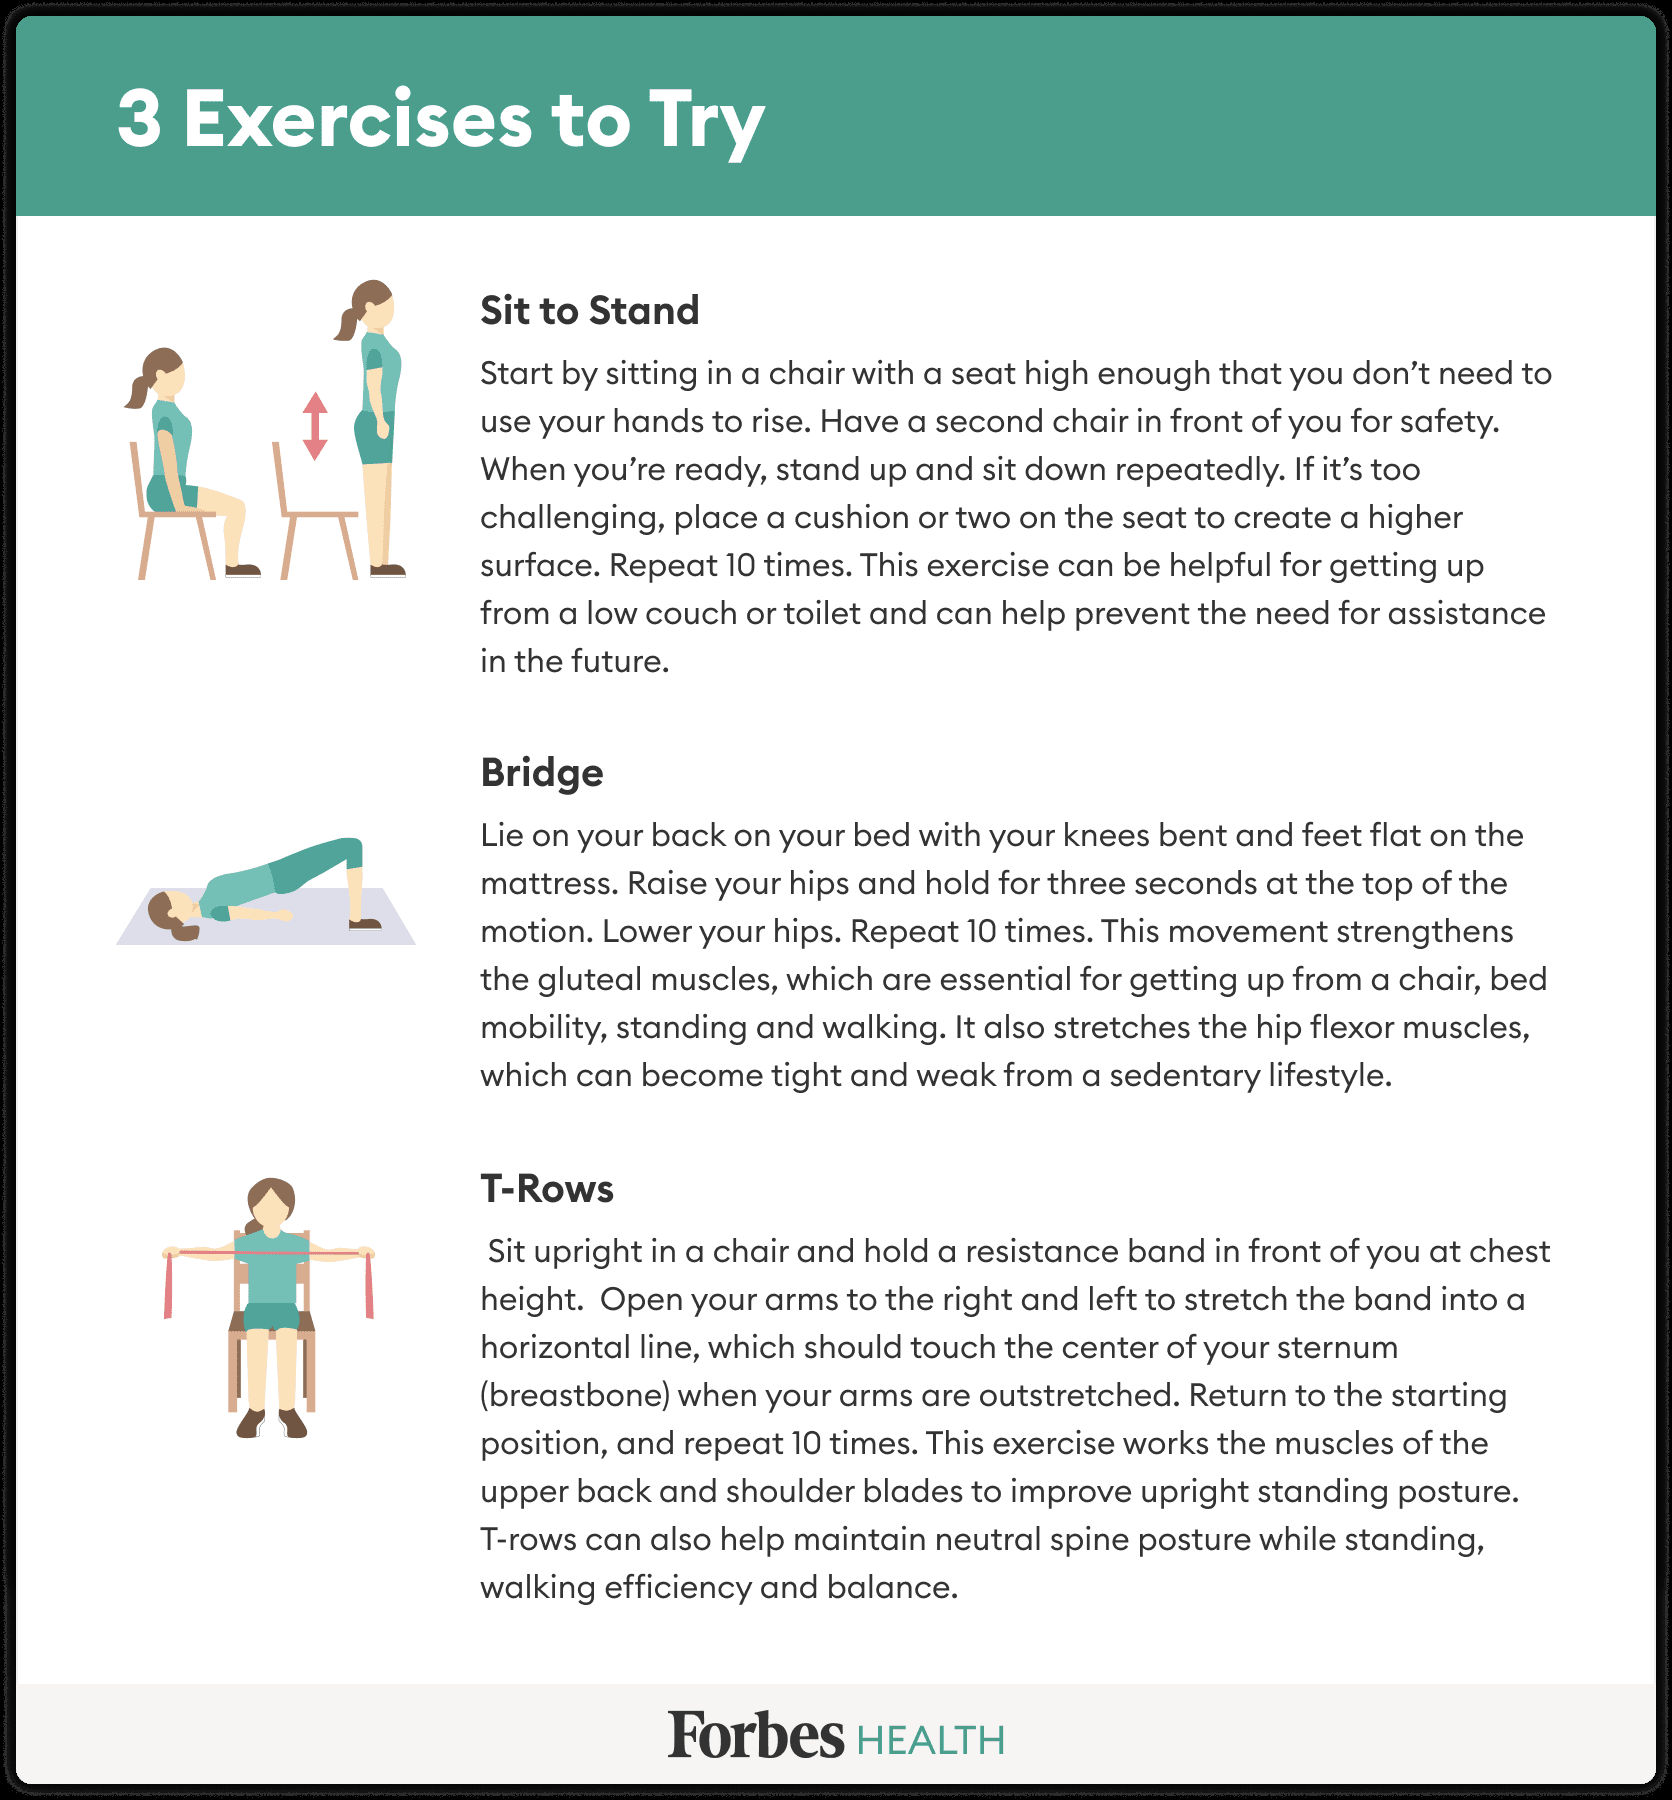 3 Exercises to Try
Sit to Stand
Start by sitting in a chair with a seat high enough that you don’t need to
use your hands to rise. Have a second chair in front of you for safety.
When you’re ready, stand up and sit down repeatedly. If it’s too
challenging, place a cushion or two on the seat to create a higher
surface. Repeat 10 times. This exercise can be helpful for getting up
from a low couch or toilet and can help prevent the need for assistance
in the future.
Bridge
Lie on your back on your bed with your knees bent and feet flat on the
mattress. Raise your hips and hold for three seconds at the top of the
motion. Lower your hips. Repeat 10 times. This movement strengthens
the gluteal muscles, which are essential for getting up from a chair, bed
mobility, standing and walking. It also stretches the hip flexor muscles,
which can become tight and weak from a sedentary lifestyle.
T-Rows
Sit upright in a chair and hold a resistance band in front of you at chest
height.  Open your arms to the right and left to stretch the band into a
horizontal line, which should touch the center of your sternum
(breastbone) when your arms are outstretched. Return to the starting
position, and repeat 10 times. This exercise works the muscles of the
upper back and shoulder blades to improve upright standing posture.
T-rows can also help maintain neutral spine posture while standing,
walking efficiency and balance.
Forbes HEALTH